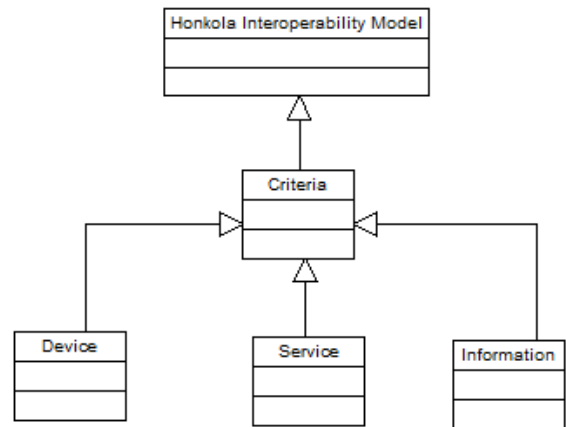 Honkola Interoperability Model
Criteria
Device
Service
Information